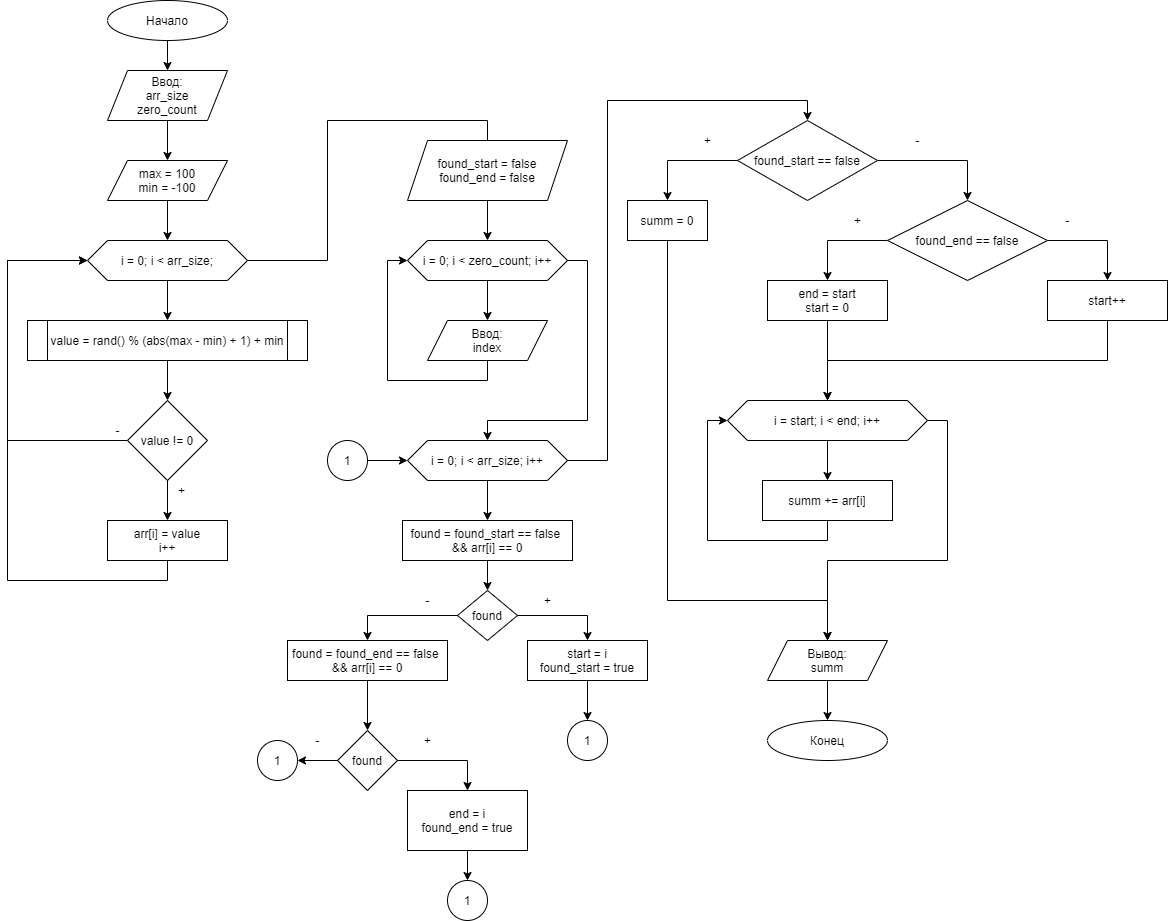 Начало
Ввод:
arr_size
zero_count
max = 100
min = -100
i = 0; i < arr_size;
value = rand() % (abs(max - min) + 1) + min
value != 0
-
+
arr[i] = value
i++
found_start = false
found_end = false
i = 0; i < zero_count; i++
Ввод:
index
1
i = 0; i < arr_size; i++
found = found_start == false
&& arr[i] == 0
found
-
+
found = found_end == false
&& arr[i] == 0
start = i
found_start = true
1
found
-
+
1
end = i
found_end = true
1
found_start == false
+
-
summ = 0
found_end == false
+
-
end = start
start = 0
start++
i = start; i < end; i++
summ += arr[i]
Вывод:
summ
Конец